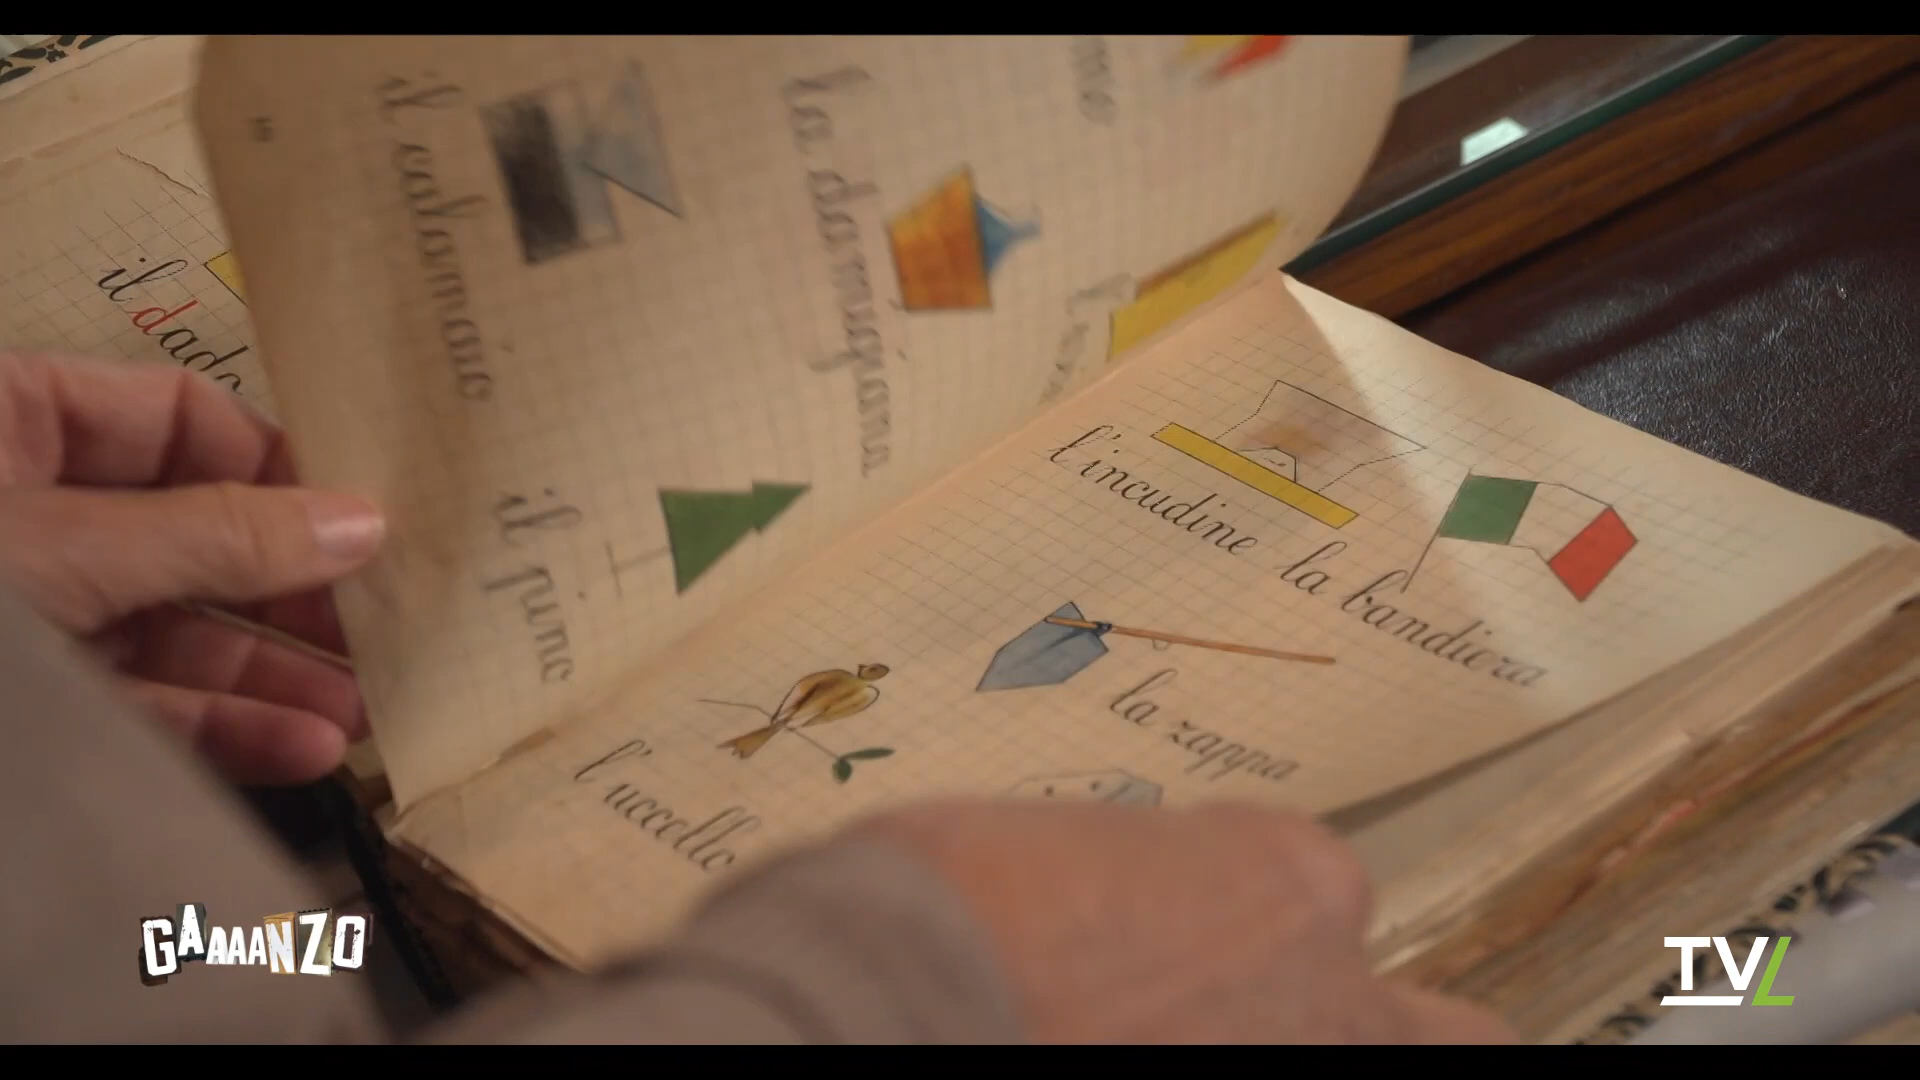 il dado
il calamaio
la damigiana
il pino
l'incudine la bandiera
la zappa
l'uccello
GAAAANZO
TVL